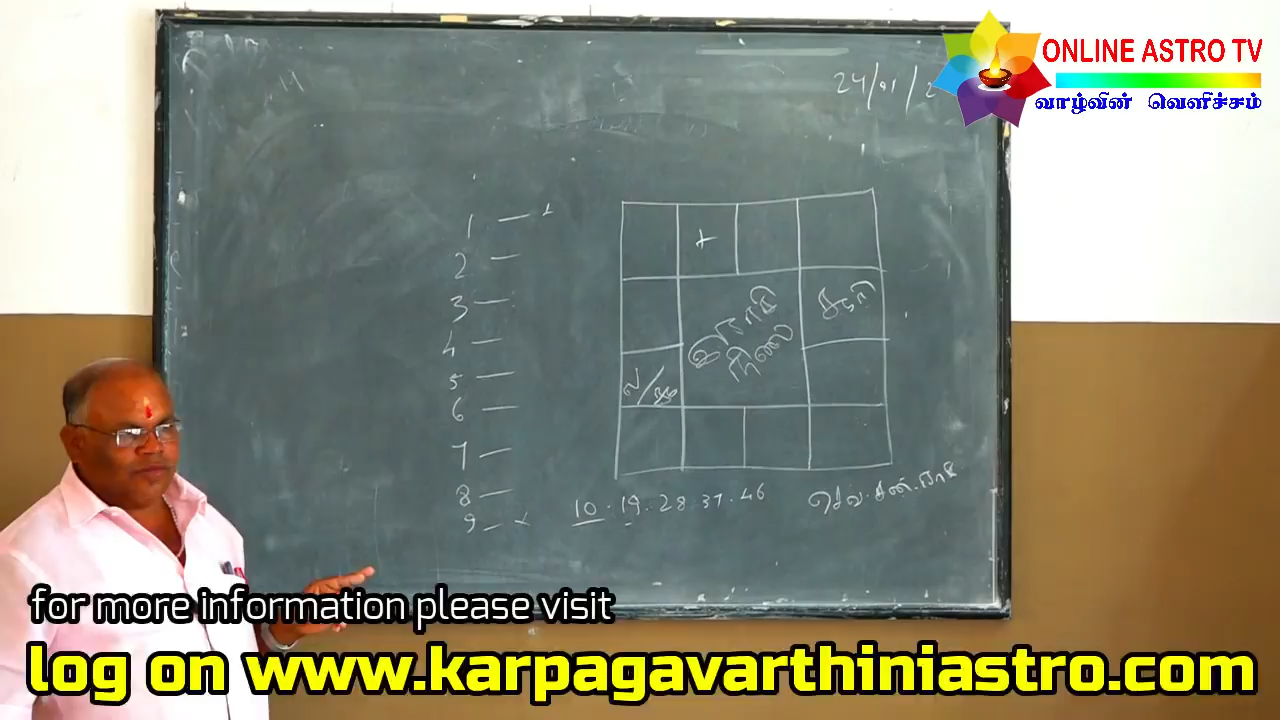 ONLINE ASTRO TV
வாழ்வின் வெளிச்சம்
24/01/2
1 — +
2 —
3 —
4 —
5 —
6 —
7 —
8 —
9 —
+
இராசி
நிலை
ல/
10 . 19 . 28 . 37 . 46
for more information please visit
log on www.karpagavarthiniastro.com